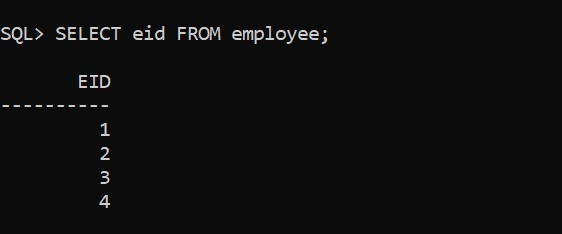 SQL> SELECT eid FROM employee;
EID
----------
1
2
3
4